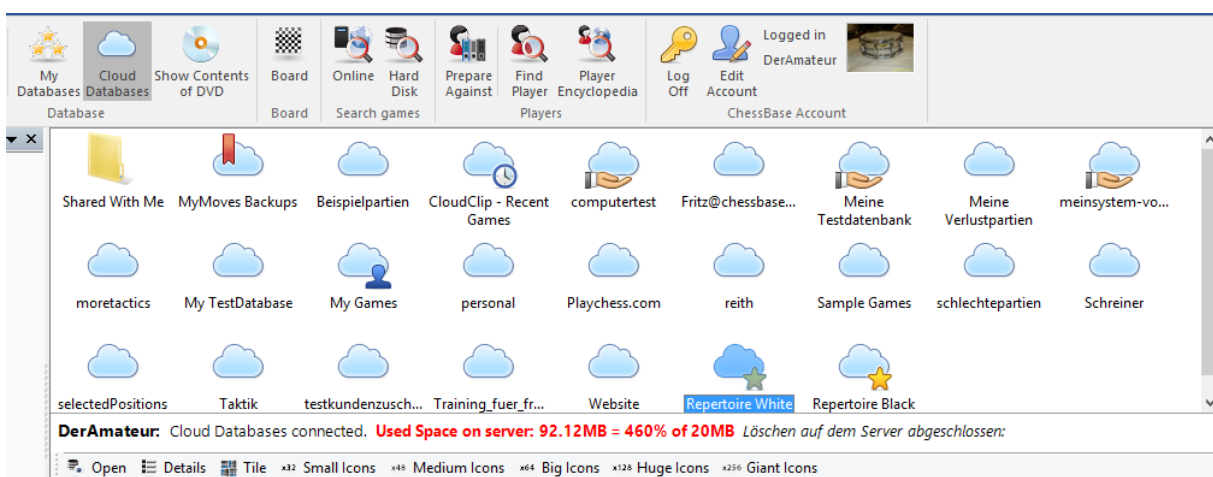 Logged in
DerAmateur
My Databases
Cloud Databases
Show Contents of DVD
Board
Online
Hard Disk
Prepare Against
Find Player
Player Encyclopedia
Log Off
Edit Account
Database
Board
Search games
Players
ChessBase Account
Shared With Me
MyMoves Backups
Beispielpartien
CloudClip - Recent Games
computertest
Fritz@chessbase...
Meine Testdatenbank
Meine Verlustpartien
meinsystem-vo...
moretactics
My TestDatabase
My Games
personal
Playchess.com
reith
Sample Games
schlechtepartien
Schreiner
selectedPositions
Taktik
testkundenzusch...
Training_fuer_fr...
Website
Repertoire White
Repertoire Black
DerAmateur: Cloud Databases connected. Used Space on server: 92.12MB = 460% of 20MB Löschen auf dem Server abgeschlossen:
Open Details Tile x32 Small Icons x48 Medium Icons x64 Big Icons x128 Huge Icons x256 Giant Icons